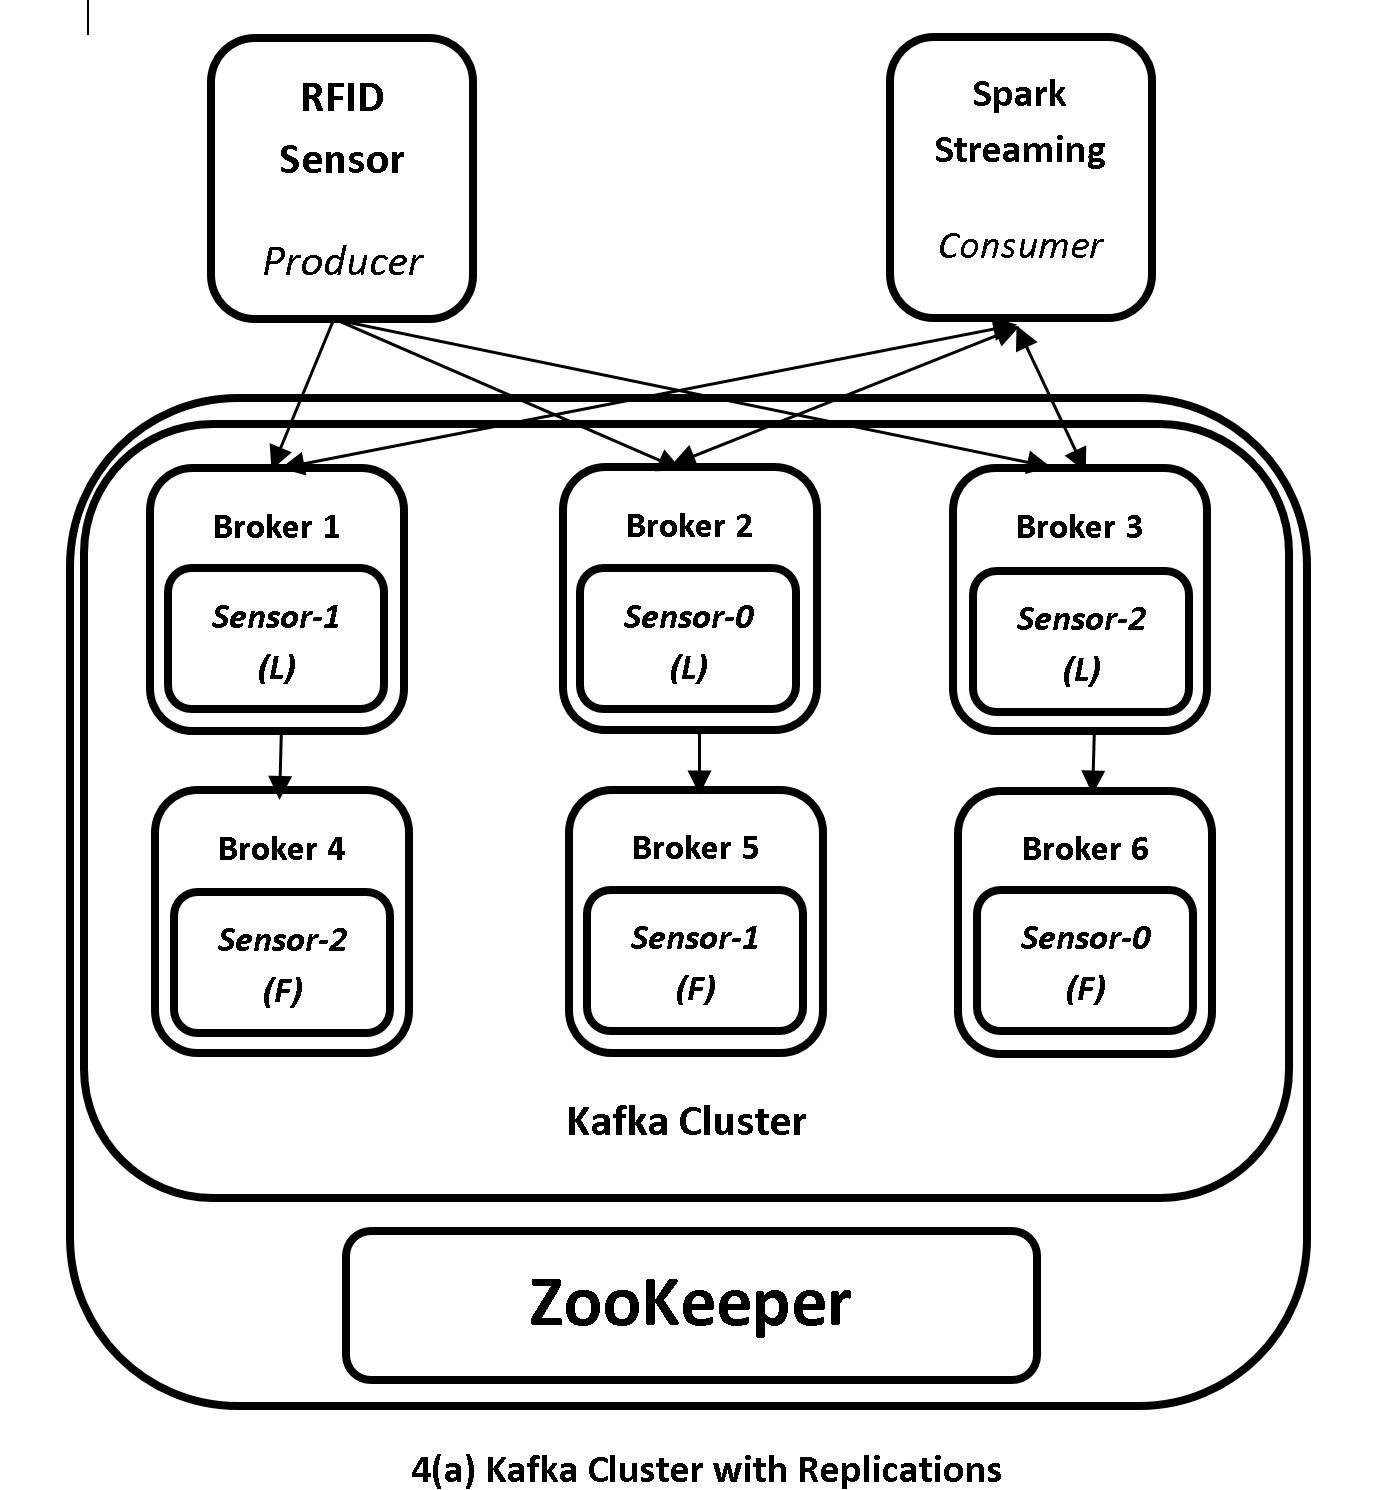 RFID
Sensor
Producer
Spark
Streaming
Consumer
Broker 1
Sensor-1
(L)
Broker 2
Sensor-0
(L)
Broker 3
Sensor-2
(L)
Broker 4
Sensor-2
(F)
Broker 5
Sensor-1
(F)
Broker 6
Sensor-0
(F)
Kafka Cluster
ZooKeeper
4(a) Kafka Cluster with Replications